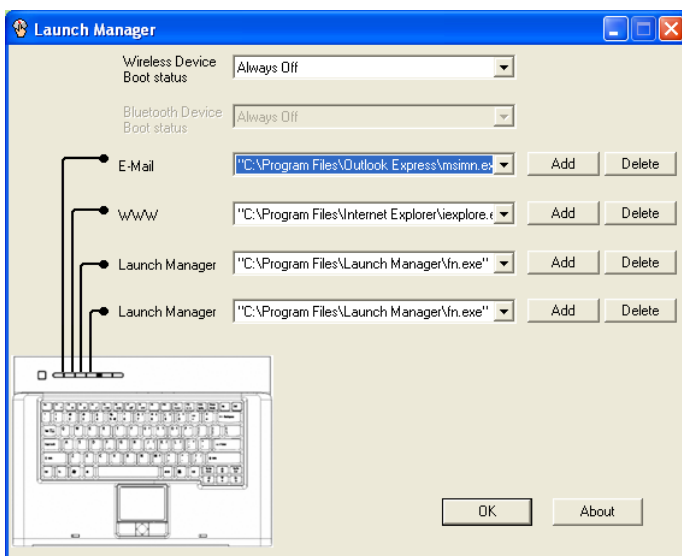 Launch Manager
Wireless Device
Boot status
Always Off
Bluetooth Device
Boot status
Always Off
E-Mail
"C:\Program Files\Outlook Express\msimn.ex
Add
Delete
WWW
"C:\Program Files\Internet Explorer\iexplore.e
Add
Delete
Launch Manager
"C:\Program Files\Launch Manager\fn.exe"
Add
Delete
Launch Manager
"C:\Program Files\Launch Manager\fn.exe"
Add
Delete
OK
About